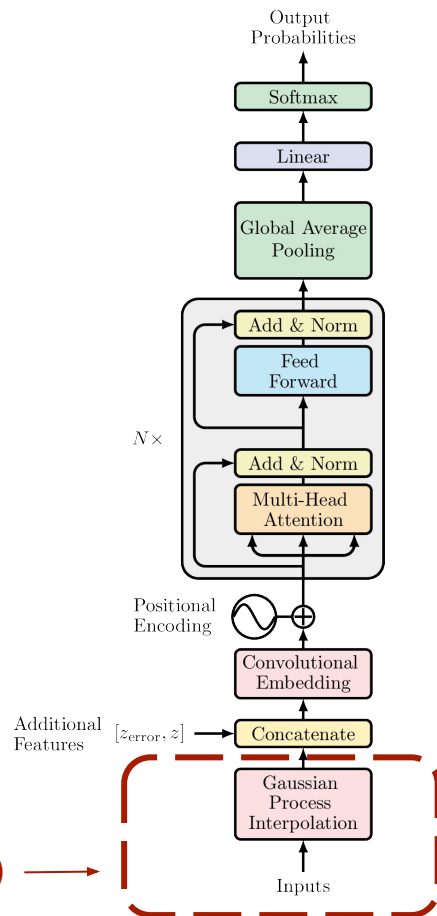 Output
Probabilities
Softmax
Linear
Global Average
Pooling
Add & Norm
Feed
Forward
N×
Add & Norm
Multi-Head
Attention
Positional
Encoding
Convolutional
Embedding
Additional
Features
[z_error, z]
Concatenate
Gaussian
Process
Interpolation
Inputs